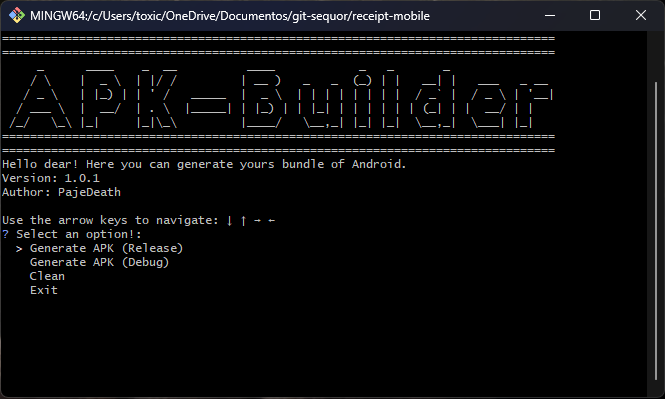 MINGW64:/c/Users/toxic/OneDrive/Documentos/git-sequor/receipt-mobile
APK-Builder
Hello dear! Here you can generate yours bundle of Android.
Version: 1.0.1
Author: PajeDeath
Use the arrow keys to navigate: ↓ ↑ → ←
? Select an option!:
> Generate APK (Release)
Generate APK (Debug)
Clean
Exit